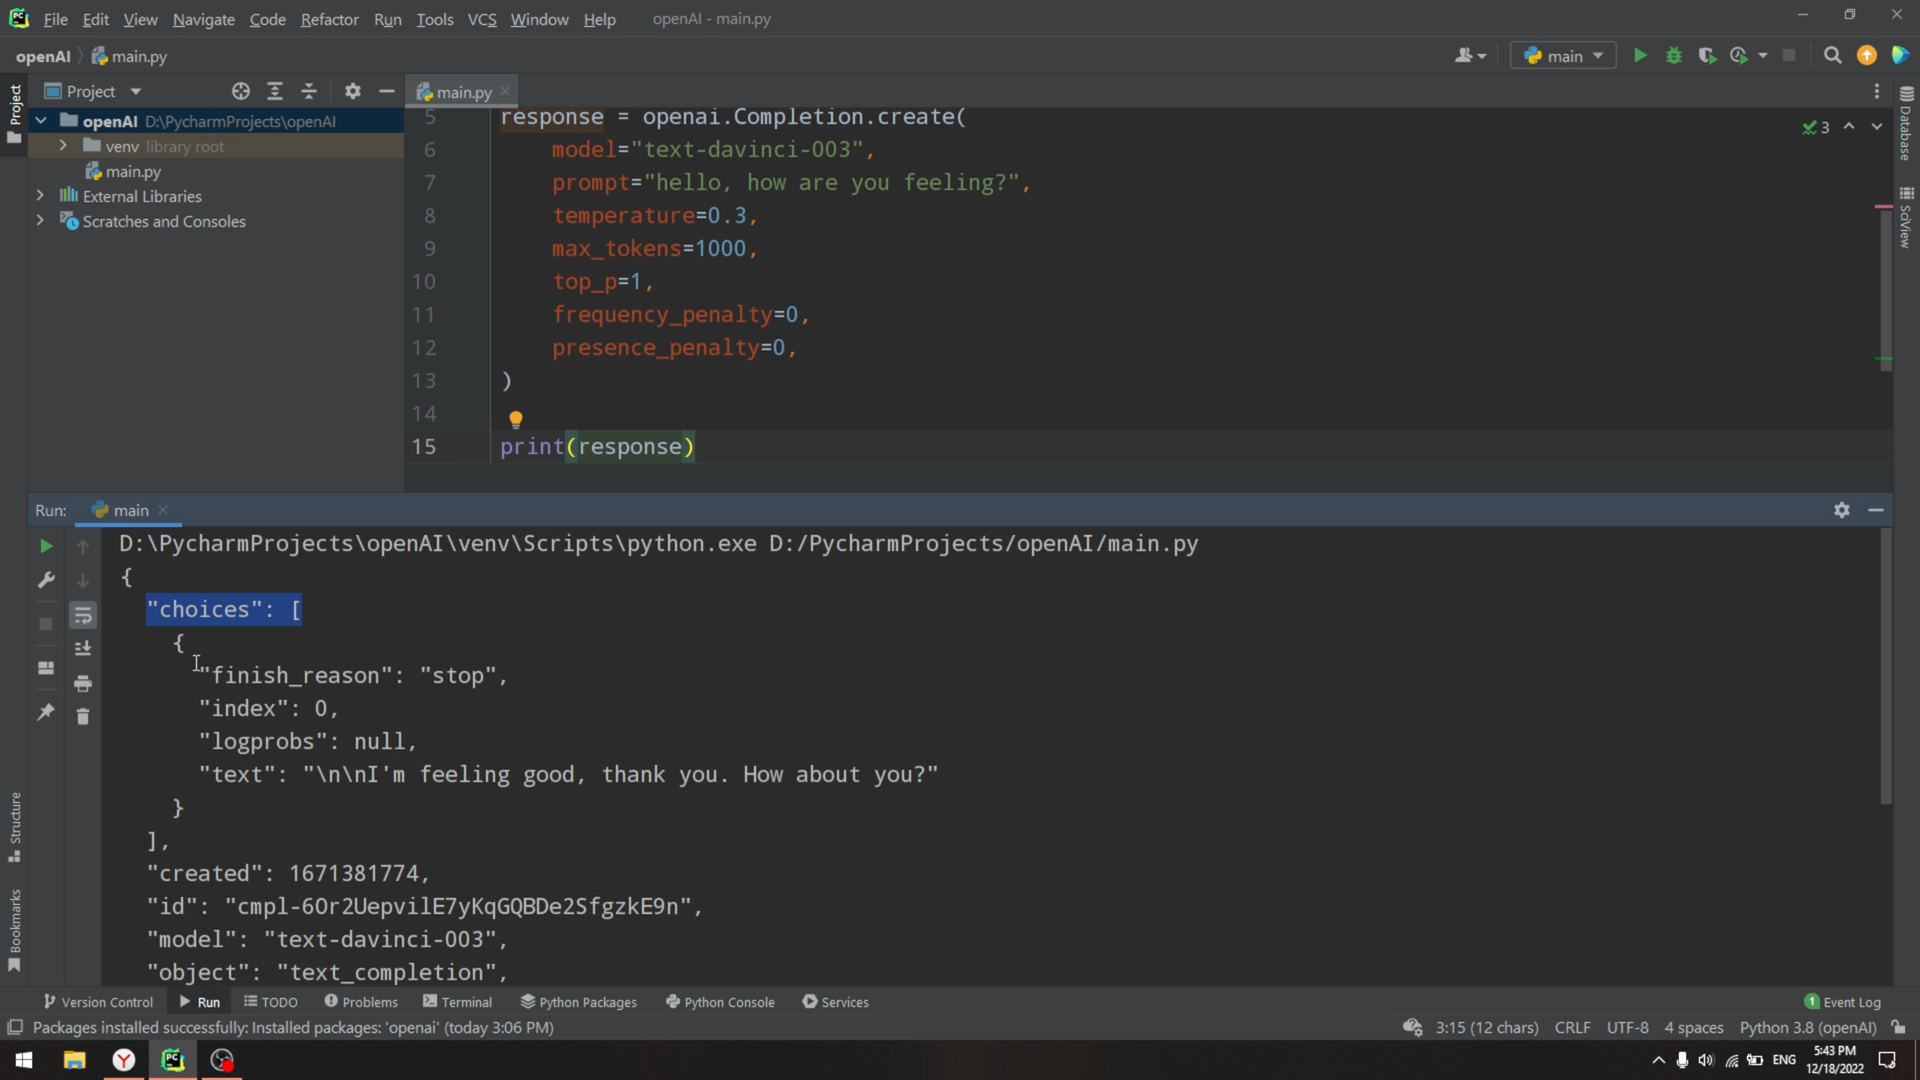 File Edit View Navigate Code Refactor Run Tools VCS Window Help openAI - main.py
openAI main.py
main
Project
Project
openAI D:\PycharmProjects\openAI
venv library root
main.py
External Libraries
Scratches and Consoles
main.py
3
5 response = openai.Completion.create(
6 model="text-davinci-003",
7 prompt="hello, how are you feeling?",
8 temperature=0.3,
9 max_tokens=1000,
10 top_p=1,
11 frequency_penalty=0,
12 presence_penalty=0,
13 )
14
15 print(response)
Database
SciView
Run: main
D:\PycharmProjects\openAI\venv\Scripts\python.exe D:/PycharmProjects/openAI/main.py
{
"choices": [
{
"finish_reason": "stop",
"index": 0,
"logprobs": null,
"text": "\n\nI'm feeling good, thank you. How about you?"
}
],
"created": 1671381774,
"id": "cmpl-6Or2UepvilE7yKqGQBDe2SfgzkE9n",
"model": "text-davinci-003",
"object": "text_completion",
Structure
Bookmarks
Version Control Run TODO Problems Terminal Python Packages Python Console Services 1 Event Log
Packages installed successfully: Installed packages: 'openai' (today 3:06 PM) 3:15 (12 chars) CRLF UTF-8 4 spaces Python 3.8 (openAI)
ENG 5:43 PM
12/18/2022